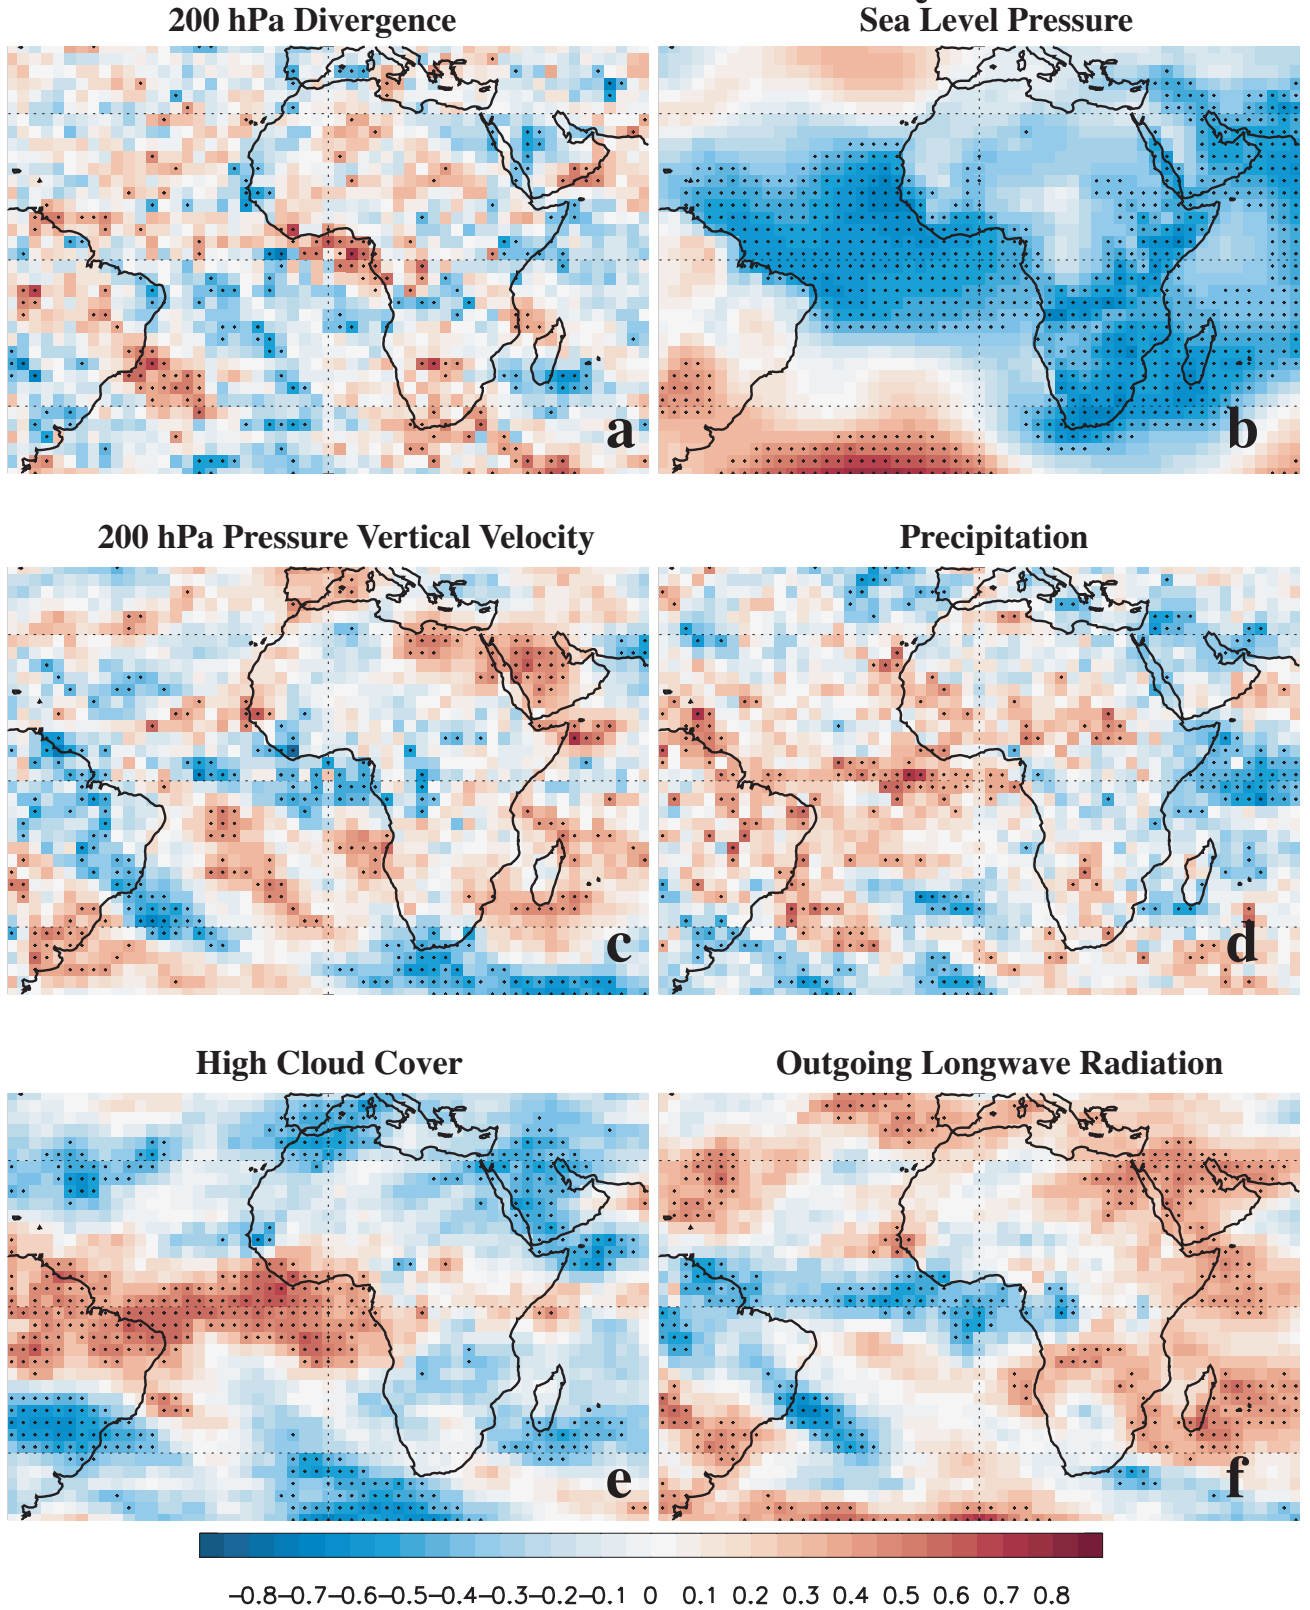 200 hPa Divergence
Sea Level Pressure
a
b
200 hPa Pressure Vertical Velocity
Precipitation
c
d
High Cloud Cover
Outgoing Longwave Radiation
e
f
−0.8−0.7−0.6−0.5−0.4−0.3−0.2−0.1 0 0.1 0.2 0.3 0.4 0.5 0.6 0.7 0.8